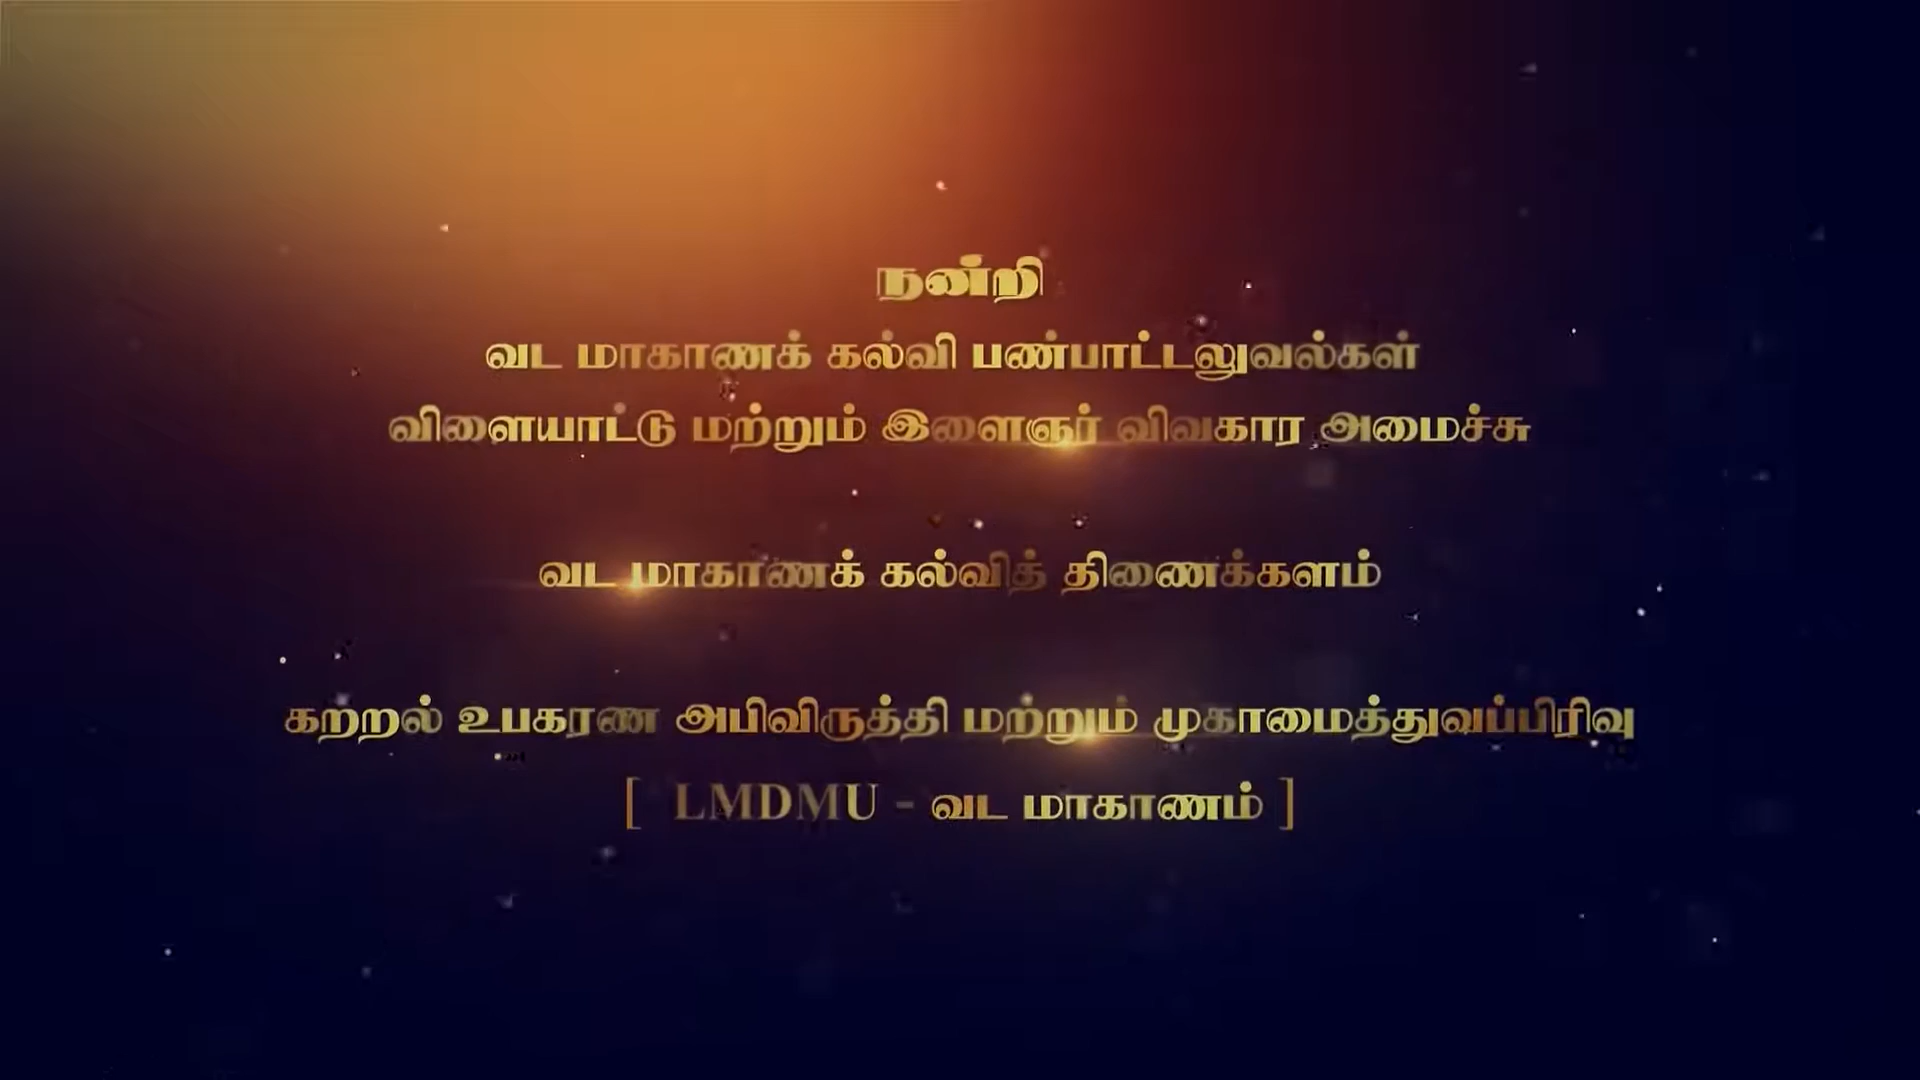 நன்றி
வட மாகாணக் கல்வி பண்பாட்டலுவல்கள்
விளையாட்டு மற்றும் இளைஞர் விவகார அமைச்சு
வட மாகாணக் கல்வித் திணைக்களம்
கற்றல் உபகரண அபிவிருத்தி மற்றும் முகாமைத்துவப்பிரிவு
[ LMDMU - வட மாகாணம் ]